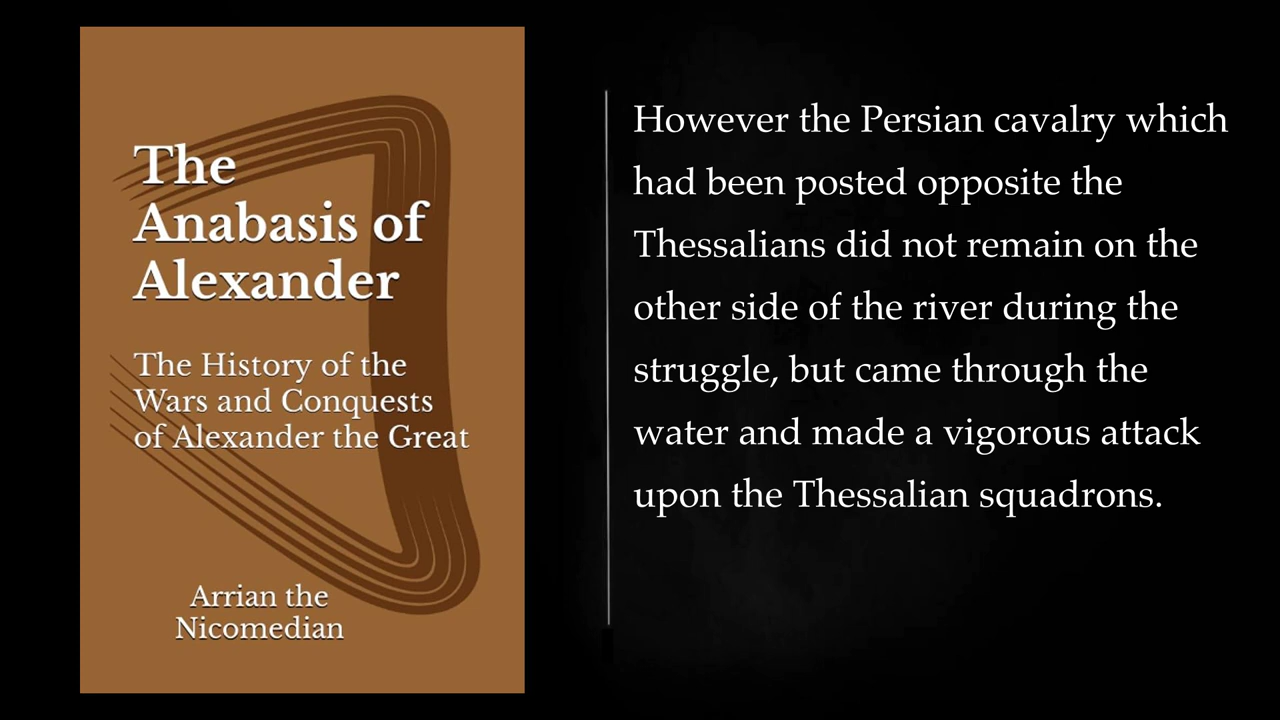 The
Anabasis of
Alexander
The History of the
Wars and Conquests
of Alexander the Great
Arrian the
Nicomedian
However the Persian cavalry which
had been posted opposite the
Thessalians did not remain on the
other side of the river during the
struggle, but came through the
water and made a vigorous attack
upon the Thessalian squadrons.